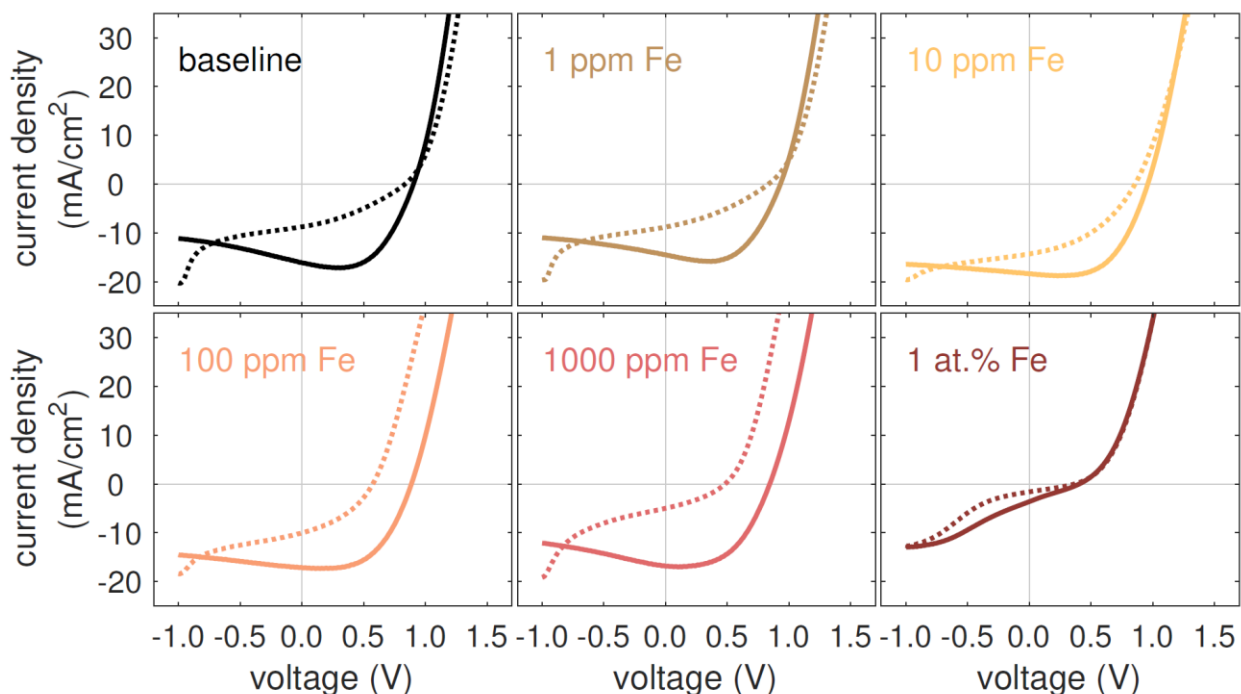 current density
(mA/cm²)
30
20
10
0
-10
-20
baseline
1 ppm Fe
10 ppm Fe
current density
(mA/cm²)
30
20
10
0
-10
-20
100 ppm Fe
1000 ppm Fe
1 at.% Fe
-1.0 -0.5 0.0 0.5 1.0 1.5
-1.0 -0.5 0.0 0.5 1.0 1.5
-1.0 -0.5 0.0 0.5 1.0 1.5
voltage (V)
voltage (V)
voltage (V)